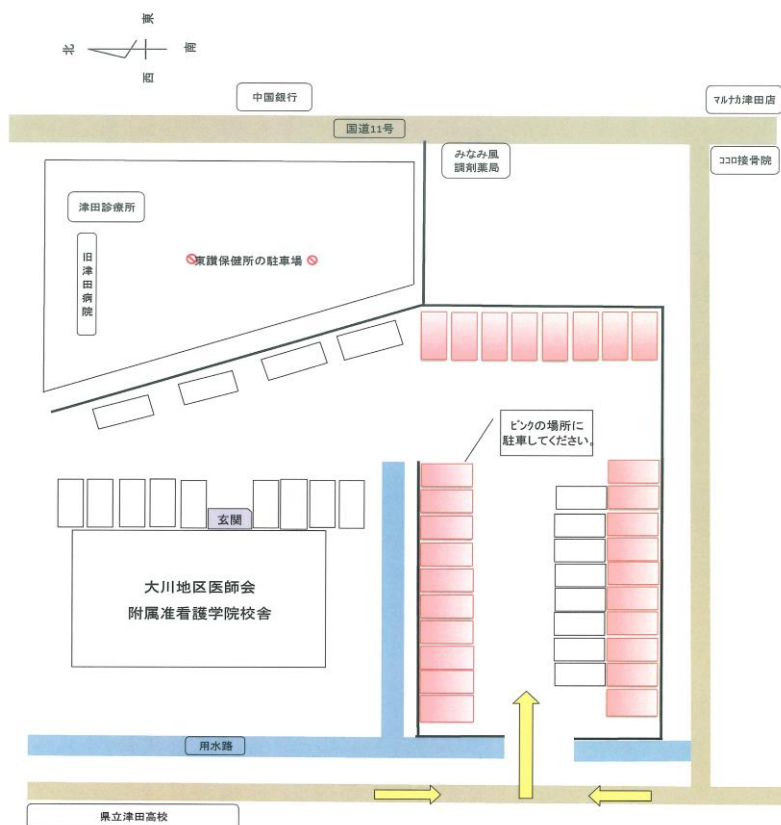 東
北
南
西
中国銀行
マルナカ津田店
国道11号
みなみ風
調剤薬局
ココロ接骨院
津田診療所
旧津田病院
東讃保健所の駐車場
ピンクの場所に
駐車してください。
玄関
大川地区医師会
附属准看護学院校舎
用水路
県立津田高校